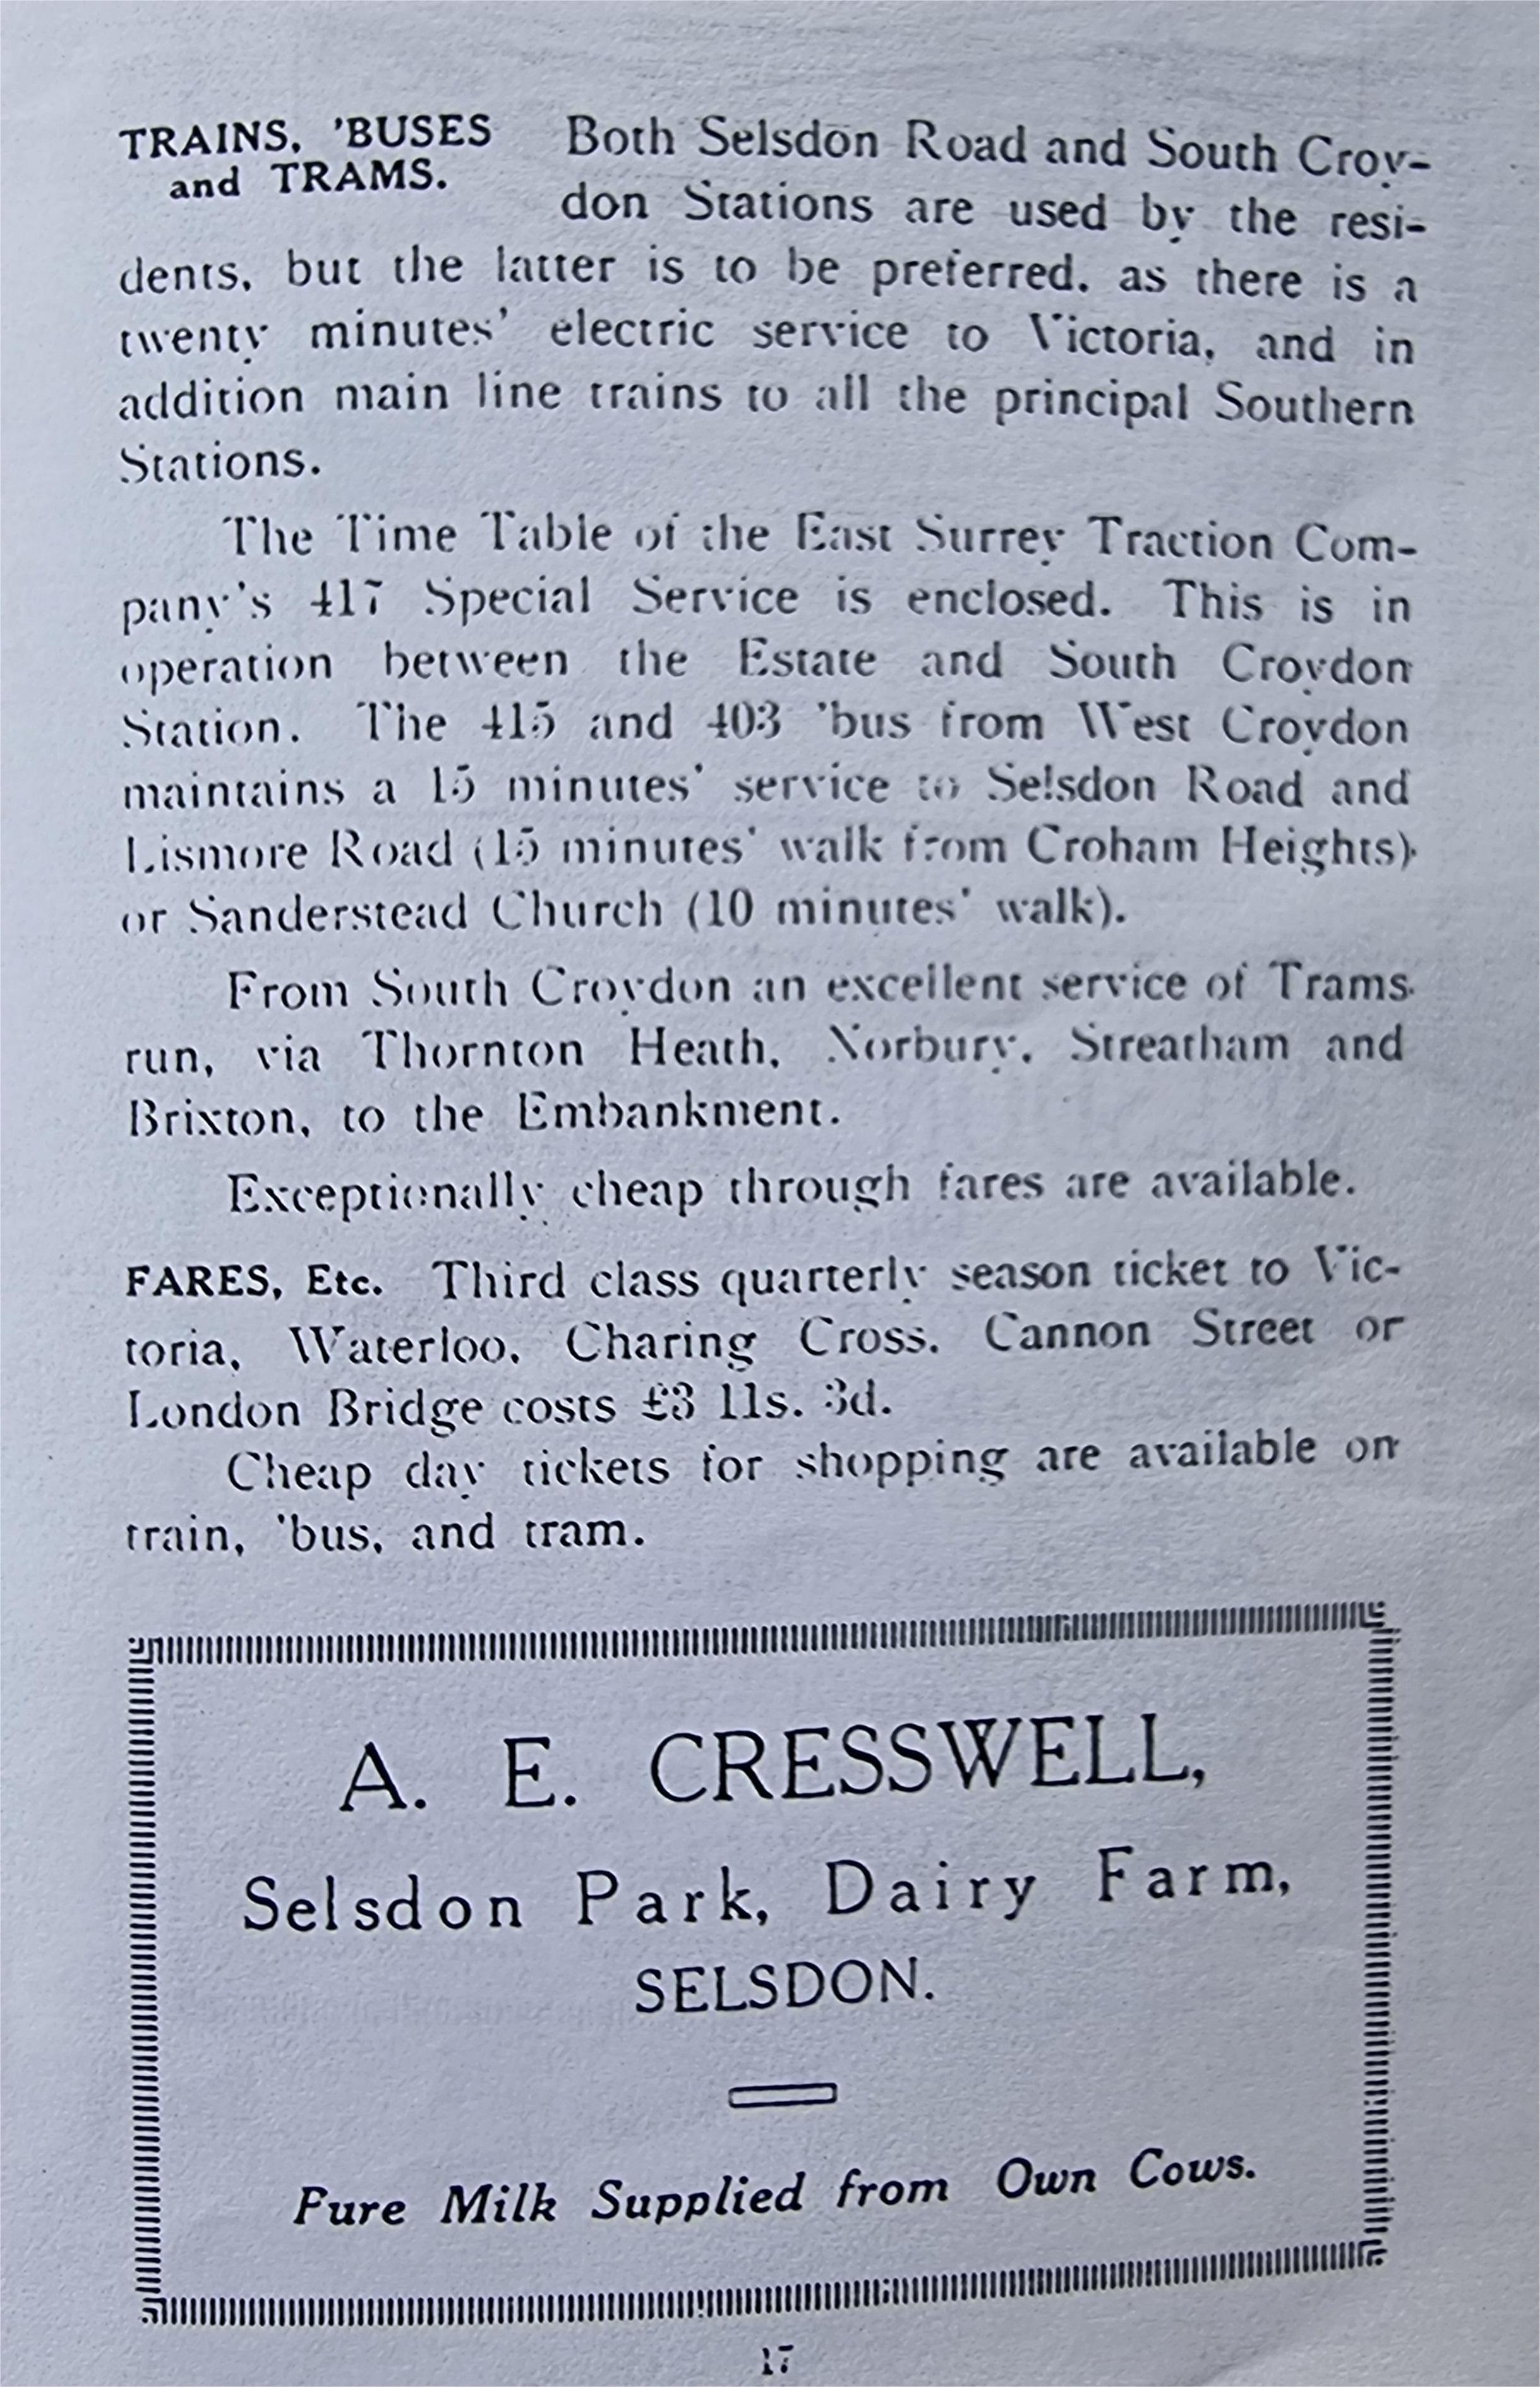 TRAINS, 'BUSES
and TRAMS.
Both Selsdon Road and South Croy-
don Stations are used by the resi-
dents, but the latter is to be preferred, as there is a
twenty minutes' electric service to Victoria, and in
addition main line trains to all the principal Southern
Stations.
The Time Table of the East Surrey Traction Com-
pany's 417 Special Service is enclosed. This is in
operation between the Estate and South Croydon
Station. The 415 and 403 'bus from West Croydon
maintains a 15 minutes' service to Selsdon Road and
Lismore Road (15 minutes' walk from Croham Heights)
or Sanderstead Church (10 minutes' walk).
From South Croydon an excellent service of Trams
run, via Thornton Heath, Norbury, Streatham and
Brixton, to the Embankment.
Exceptionally cheap through fares are available.
FARES, Etc. Third class quarterly season ticket to Vic-
toria, Waterloo, Charing Cross, Cannon Street or
London Bridge costs £3 11s. 3d.
Cheap day tickets for shopping are available on
train, 'bus, and tram.
A. E. CRESSWELL,
Selsdon Park, Dairy Farm,
SELSDON.
Pure Milk Supplied from Own Cows.
17